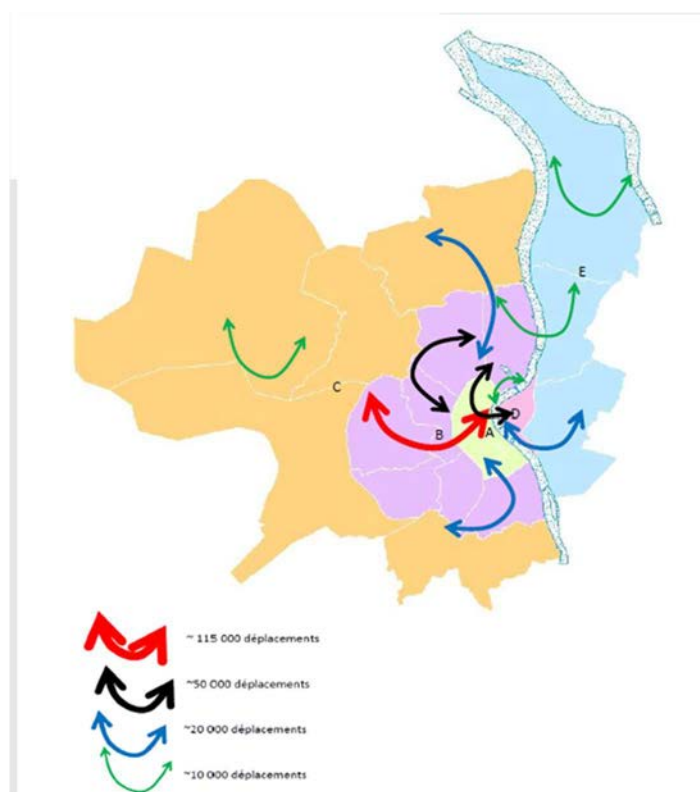 E
C
D
B
A
~ 115 000 déplacements
~50 000 déplacements
~20 000 déplacements
~10 000 déplacements